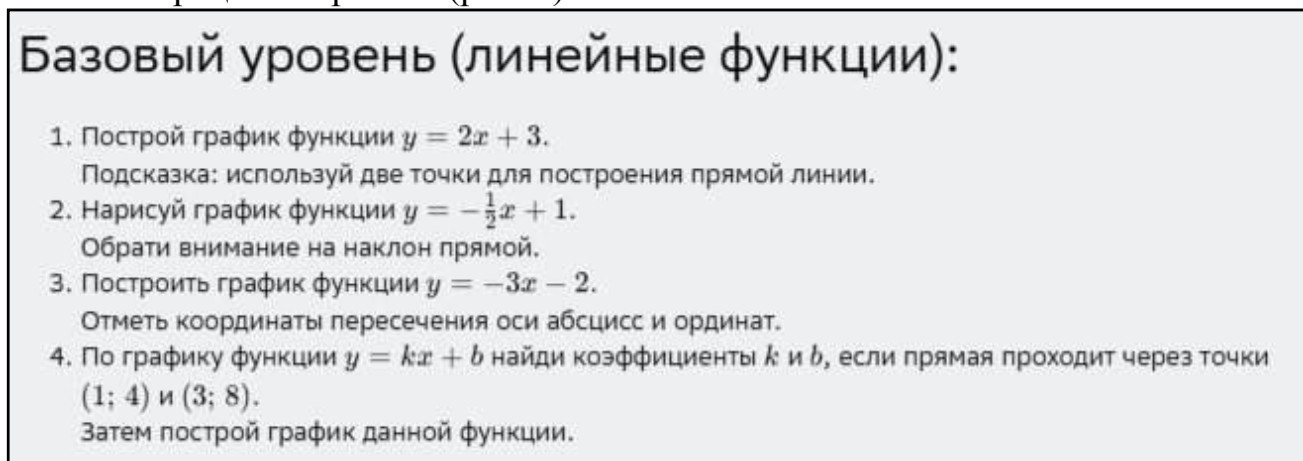 Базовый уровень (линейные функции):
1. Построй график функции y = 2x + 3.
Подсказка: используй две точки для построения прямой линии.
2. Нарисуй график функции y = −½x + 1.
Обрати внимание на наклон прямой.
3. Построить график функции y = −3x − 2.
Отметь координаты пересечения оси абсцисс и ординат.
4. По графику функции y = kx + b найди коэффициенты k и b, если прямая проходит через точки
(1; 4) и (3; 8).
Затем построй график данной функции.